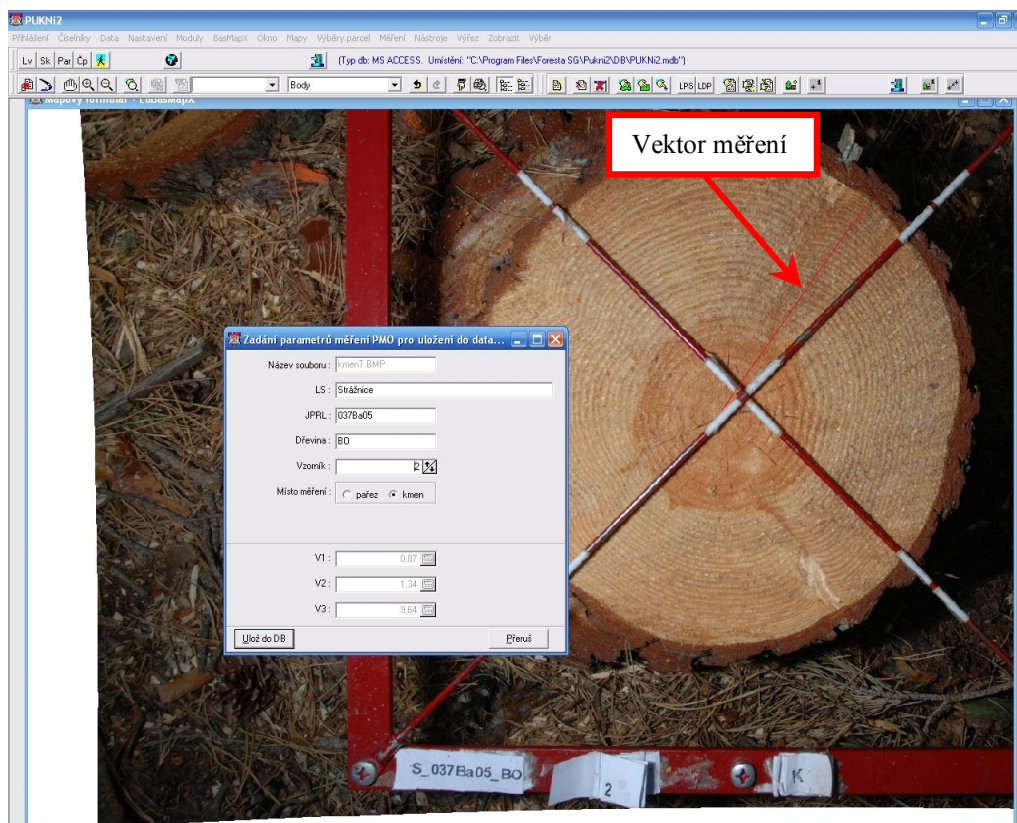 PUKNi2
Přihlášení Číselníky Data Nastavení Moduly BasMapX Okno Mapy Výběry parcel Měření Nástroje Výřez Zobrazit Výběr
Lv Sk Par Čp (Typ db: MS ACCESS. Umístění: "C:\Program Files\Foresta SG\Pukni2\DB\PUKNi2.mdb")
Body LPS LDP
Mapový formulář - LubasMapX
Vektor měření
Zadání parametrů měření PMO pro uložení do data...
Název souboru : kmenT.BMP
LS : Strážnice
JPRL : 037Ba05
Dřevina : BO
Vzorník : 2
Místo měření : pařez kmen
V1 : 0,87
V2 : 1,34
V3 : 9,64
Ulož do DB Přeruš
S_037Ba05_BO
2
K